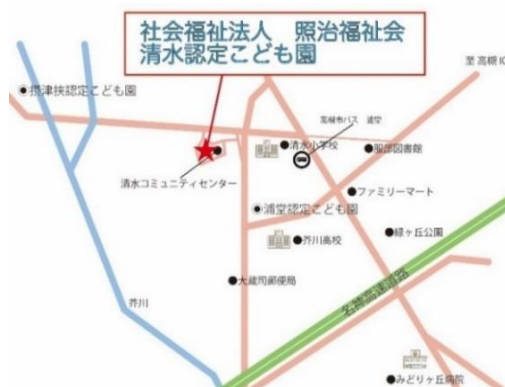 社会福祉法人　照治福祉会
清水認定こども園
至 高槻IC
摂津峡認定こども園
高槻市バス　浦堂
清水小学校
服部図書館
清水コミュニティセンター
ファミリーマート
浦堂認定こども園
緑ヶ丘公園
芥川高校
大蔵司郵便局
名神高速道路
芥川
みどりヶ丘病院